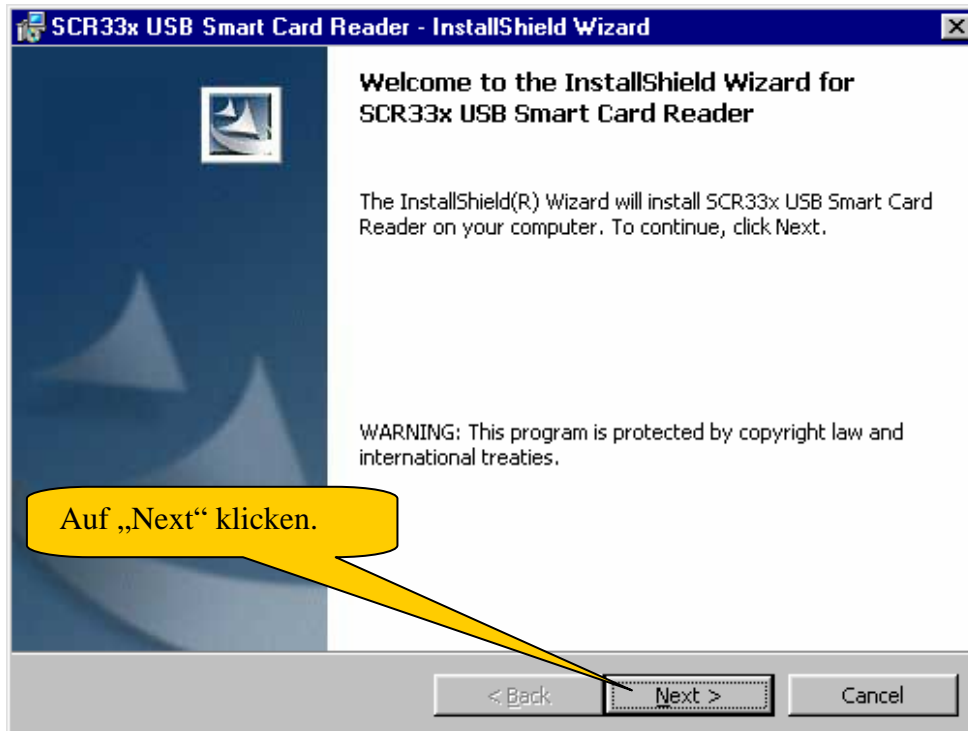 SCR33x USB Smart Card Reader - InstallShield Wizard
Welcome to the InstallShield Wizard for
SCR33x USB Smart Card Reader
The InstallShield(R) Wizard will install SCR33x USB Smart Card
Reader on your computer. To continue, click Next.
WARNING: This program is protected by copyright law and
international treaties.
Auf „Next“ klicken.
< Back
Next >
Cancel